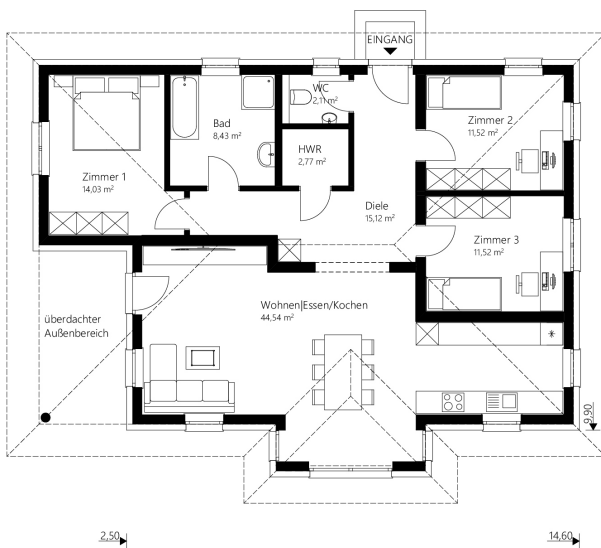 EINGANG
WC
2,11 m²
Bad
8,43 m²
Zimmer 2
11,52 m²
HWR
2,77 m²
Zimmer 1
14,03 m²
Diele
15,12 m²
Zimmer 3
11,52 m²
Wohnen|Essen/Kochen
44,54 m²
überdachter
Außenbereich
9,90
2,50
14,60